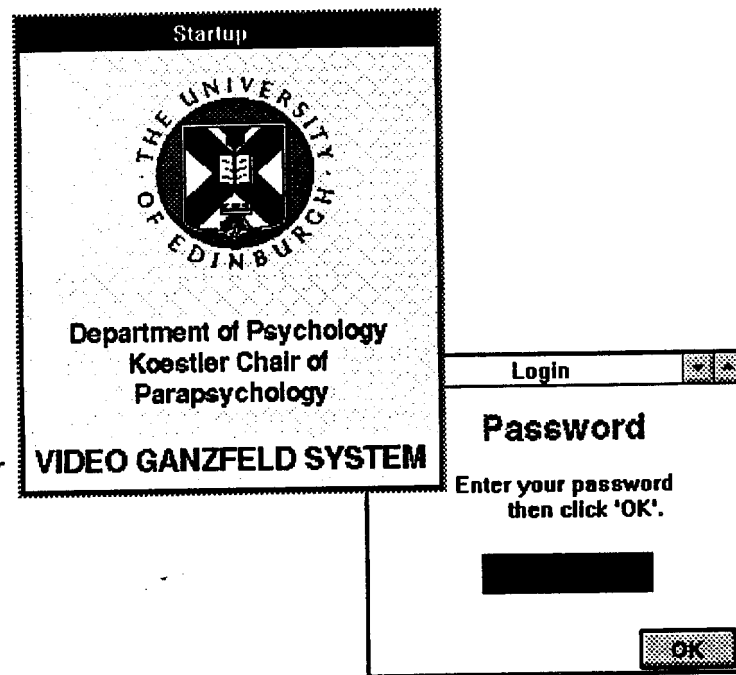 Startup
THE UNIVERSITY OF EDINBURGH
Department of Psychology
Koestler Chair of
Parapsychology
VIDEO GANZFELD SYSTEM
Login
Password
Enter your password
then click 'OK'.
OK